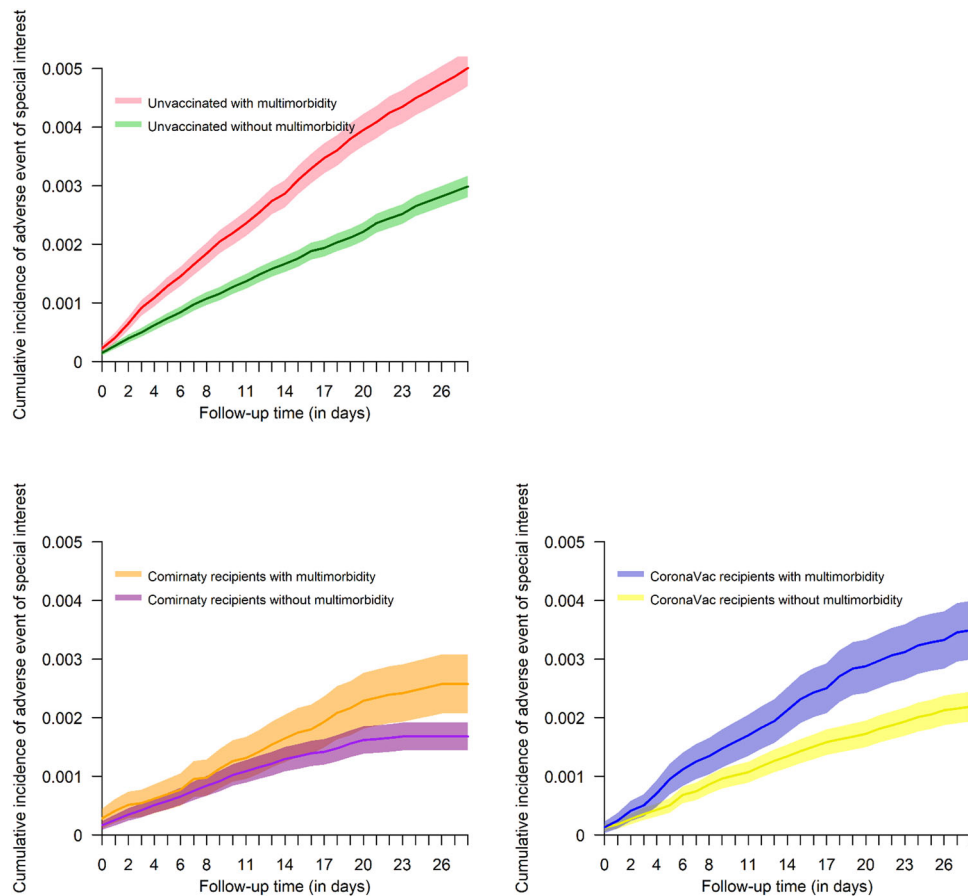 Cumulative incidence of adverse event of special interest
0.005
0.004
0.003
0.002
0.001
0
Unvaccinated with multimorbidity
Unvaccinated without multimorbidity
0 2 4 6 8 11 14 17 20 23 26
Follow-up time (in days)
Cumulative incidence of adverse event of special interest
0.005
0.004
0.003
0.002
0.001
0
Comirnaty recipients with multimorbidity
Comirnaty recipients without multimorbidity
0 2 4 6 8 11 14 17 20 23 26
Follow-up time (in days)
Cumulative incidence of adverse event of special interest
0.005
0.004
0.003
0.002
0.001
0
CoronaVac recipients with multimorbidity
CoronaVac recipients without multimorbidity
0 2 4 6 8 11 14 17 20 23 26
Follow-up time (in days)